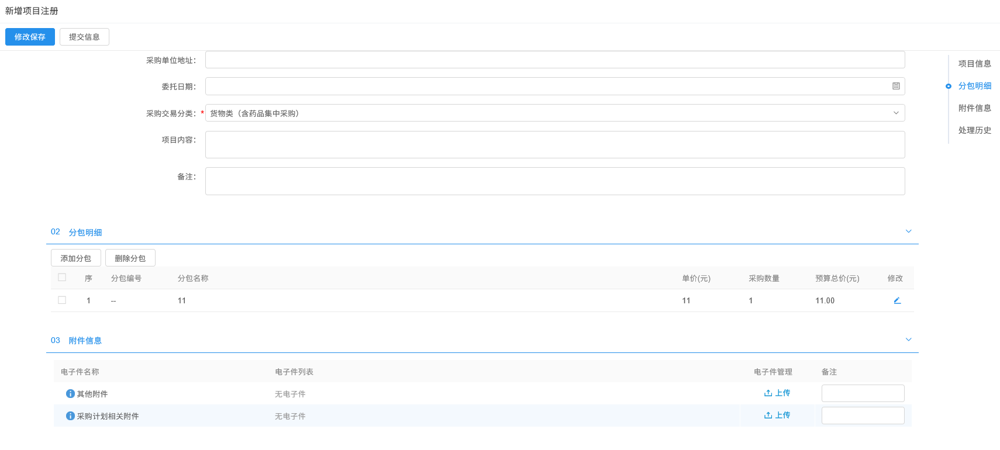 新增项目注册
修改保存 提交信息
采购单位地址：
委托日期：
采购交易分类：* 货物类（含药品集中采购）
项目内容：
备注：
项目信息
分包明细
附件信息
处理历史
02 分包明细
添加分包 删除分包
序 分包编号 分包名称 单价(元) 采购数量 预算总价(元) 修改
1 -- 11 11 1 11.00
03 附件信息
电子件名称 电子件列表 电子件管理 备注
其他附件 无电子件 上传
采购计划相关附件 无电子件 上传